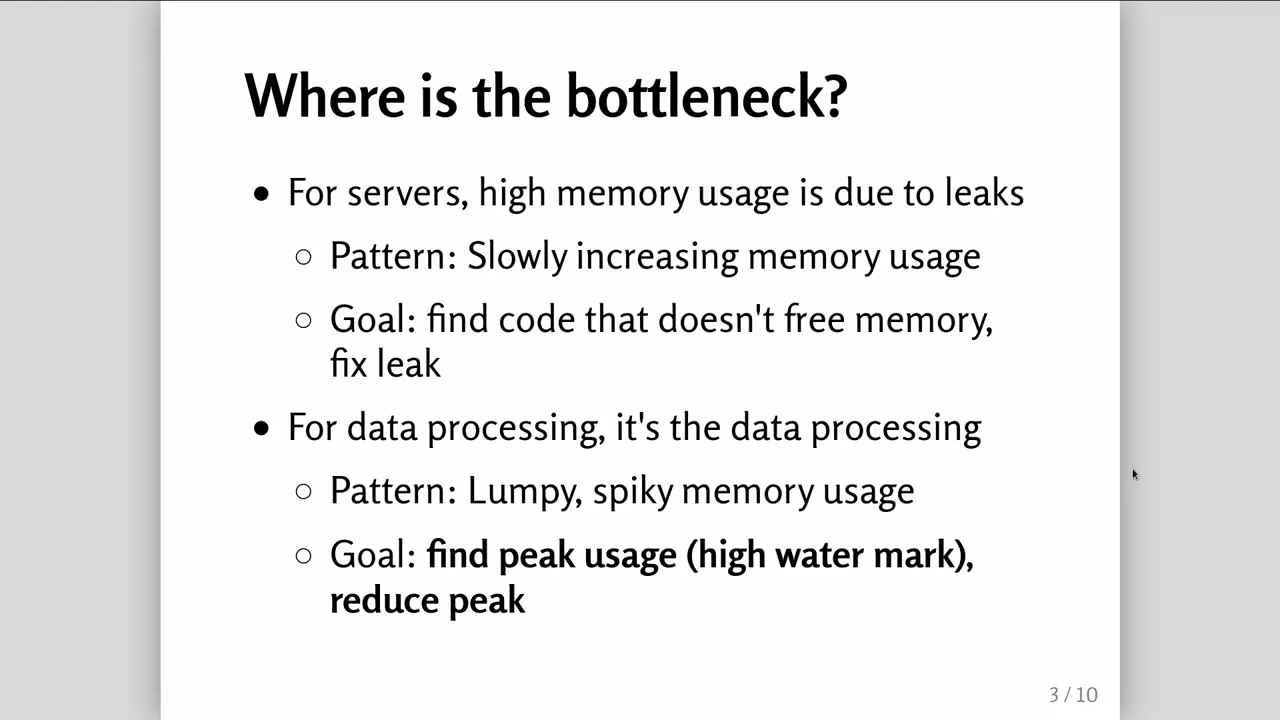 Where is the bottleneck?
● For servers, high memory usage is due to leaks
○ Pattern: Slowly increasing memory usage
○ Goal: find code that doesn't free memory,
fix leak
● For data processing, it's the data processing
○ Pattern: Lumpy, spiky memory usage
○ Goal: find peak usage (high water mark),
reduce peak
3 / 10